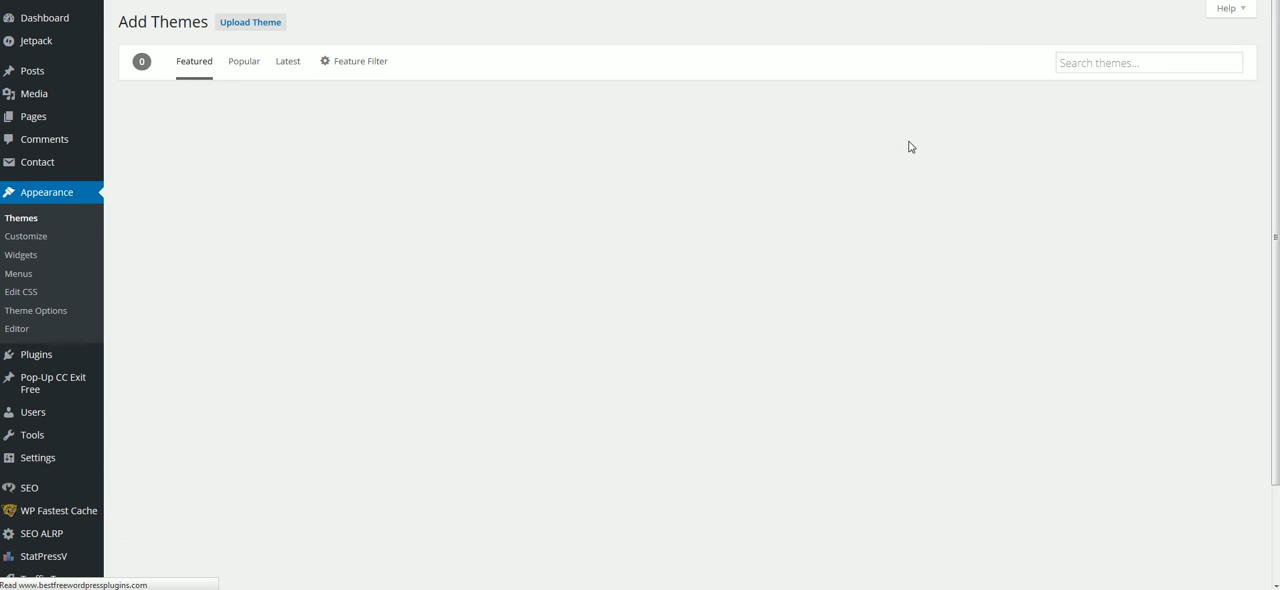 Dashboard
Jetpack
Posts
Media
Pages
Comments
Contact
Appearance
Themes
Customize
Widgets
Menus
Edit CSS
Theme Options
Editor
Plugins
Pop-Up CC Exit
Free
Users
Tools
Settings
SEO
WP Fastest Cache
SEO ALRP
StatPressV
Read www.bestfreewordpressplugins.com
Add Themes Upload Theme
Help
0 Featured Popular Latest Feature Filter Search themes...